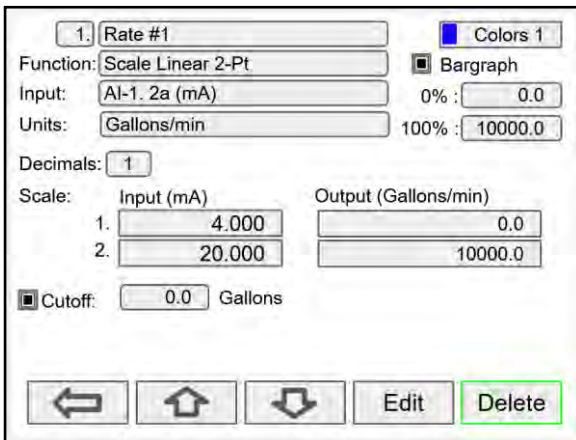 1. Rate #1 Colors 1
Function: Scale Linear 2-Pt Bargraph
Input: AI-1. 2a (mA) 0% : 0.0
Units: Gallons/min 100% : 10000.0
Decimals: 1
Scale: Input (mA) Output (Gallons/min)
1. 4.000 0.0
2. 20.000 10000.0
Cutoff: 0.0 Gallons
Edit Delete